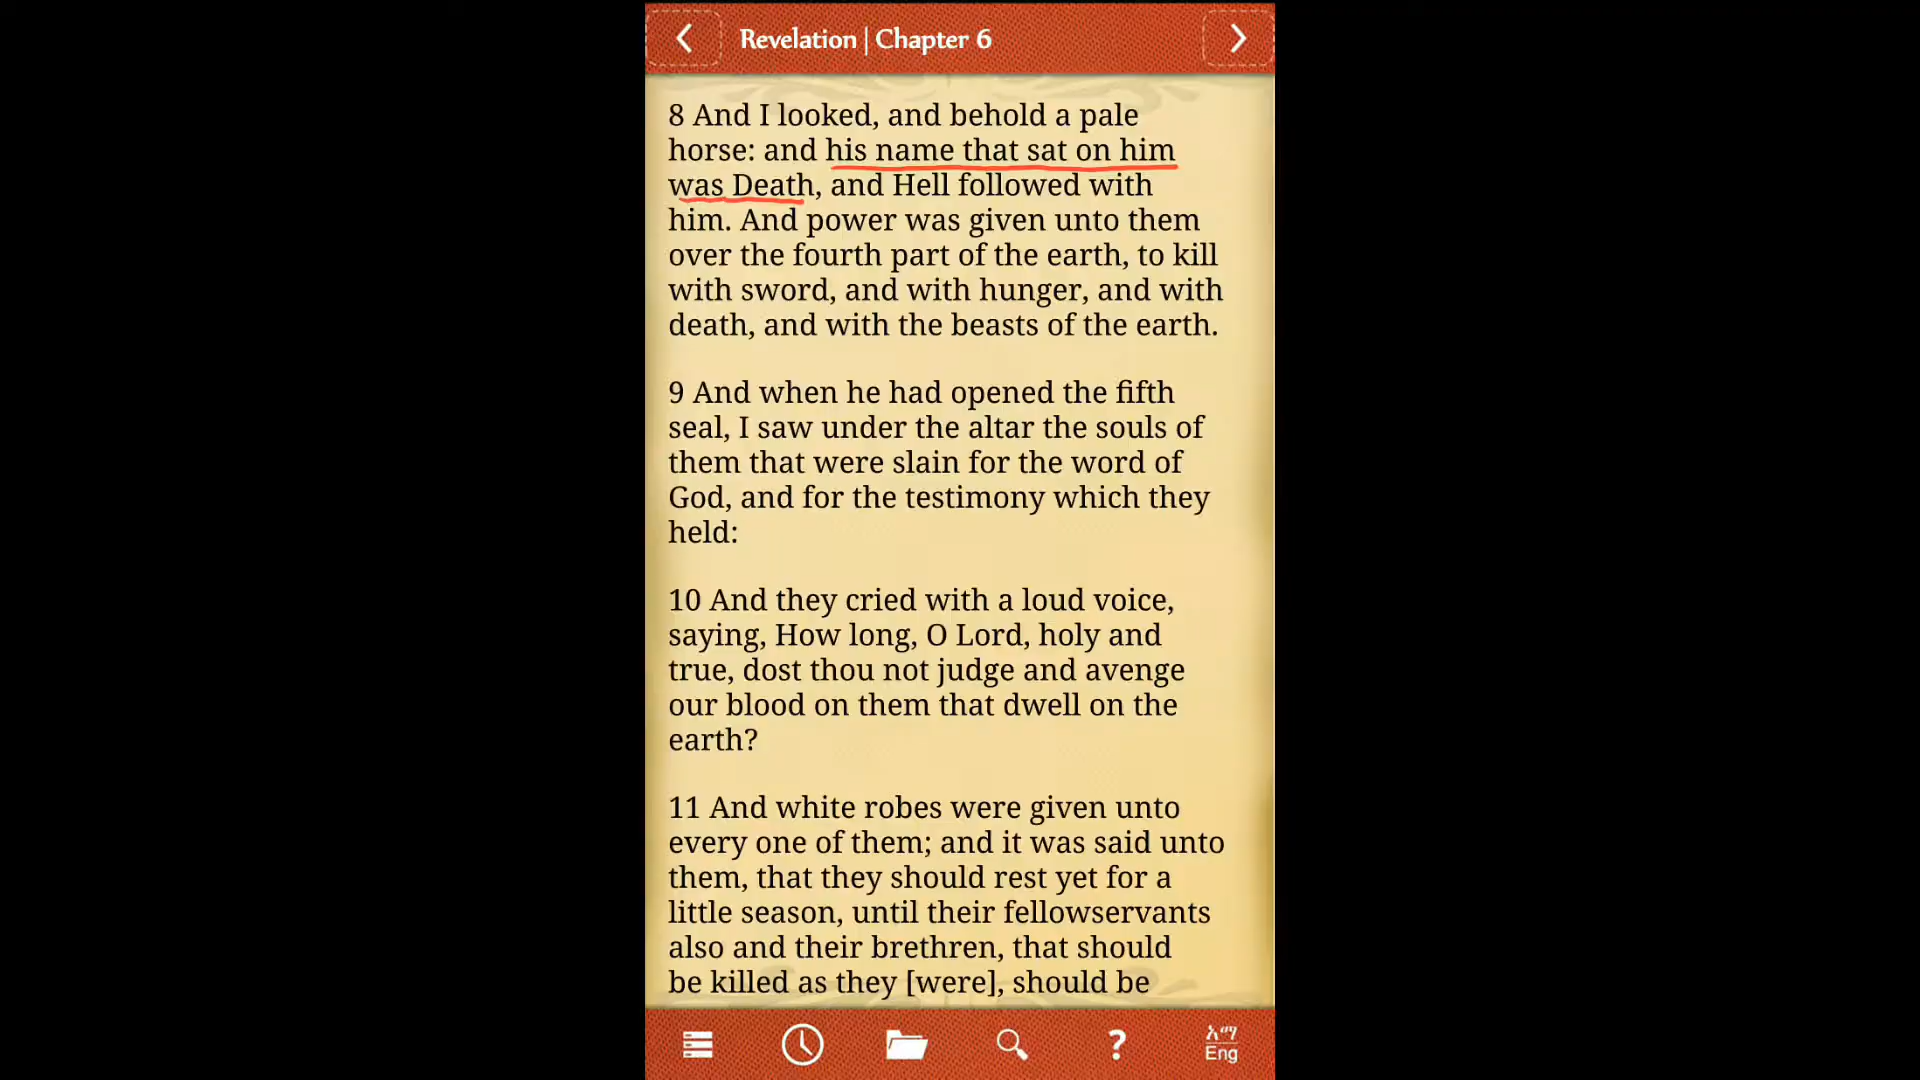 Revelation | Chapter 6
8 And I looked, and behold a pale
horse: and his name that sat on him
was Death, and Hell followed with
him. And power was given unto them
over the fourth part of the earth, to kill
with sword, and with hunger, and with
death, and with the beasts of the earth.
9 And when he had opened the fifth
seal, I saw under the altar the souls of
them that were slain for the word of
God, and for the testimony which they
held:
10 And they cried with a loud voice,
saying, How long, O Lord, holy and
true, dost thou not judge and avenge
our blood on them that dwell on the
earth?
11 And white robes were given unto
every one of them; and it was said unto
them, that they should rest yet for a
little season, until their fellowservants
also and their brethren, that should
be killed as they [were], should be
?
አማ
Eng